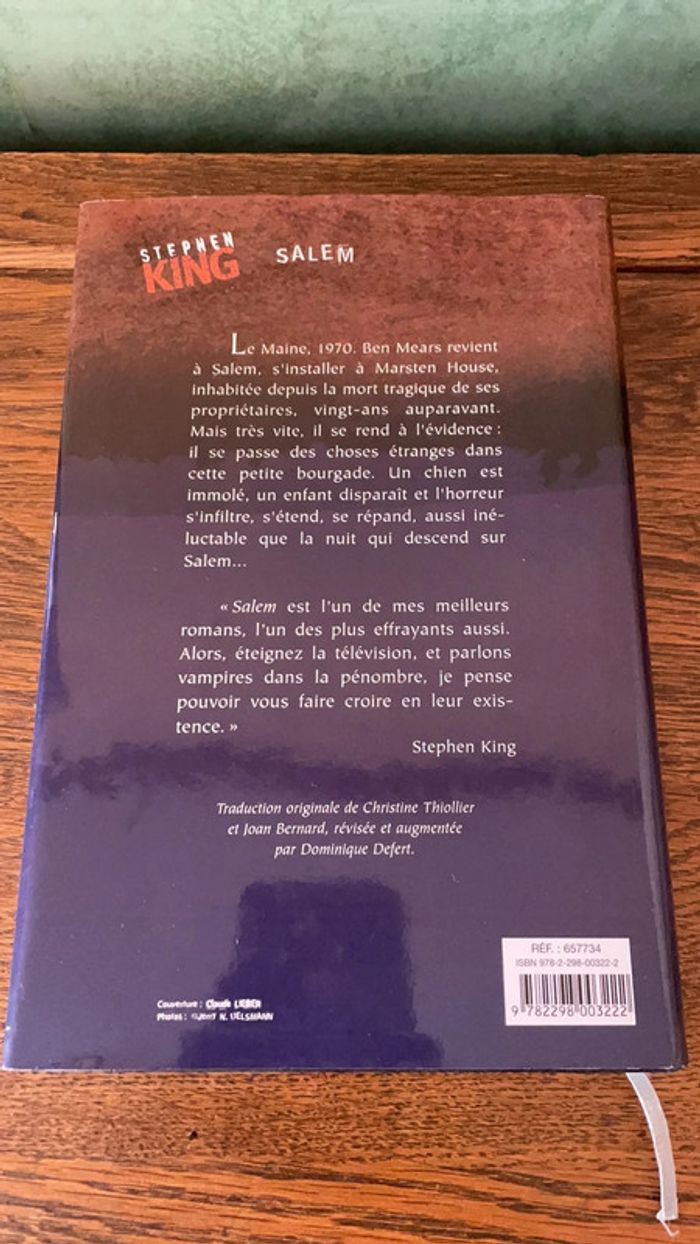 STEPHEN
KING
SALEM
Le Maine, 1970. Ben Mears revient
à Salem, s'installer à Marsten House,
inhabitée depuis la mort tragique de ses
propriétaires, vingt-ans auparavant.
Mais très vite, il se rend à l'évidence :
il se passe des choses étranges dans
cette petite bourgade. Un chien est
immolé, un enfant disparaît et l'horreur
s'infiltre, s'étend, se répand, aussi iné-
luctable que la nuit qui descend sur
Salem...
« Salem est l'un de mes meilleurs
romans, l'un des plus effrayants aussi.
Alors, éteignez la télévision, et parlons
vampires dans la pénombre, je pense
pouvoir vous faire croire en leur exis-
tence. »
Stephen King
Traduction originale de Christine Thiollier
et Joan Bernard, révisée et augmentée
par Dominique Defert.
RÉF. : 657734
ISBN 978-2-298-00322-2
9 782298 003222
Couverture : Claude LIEBER
Photos : N. UELSMANN